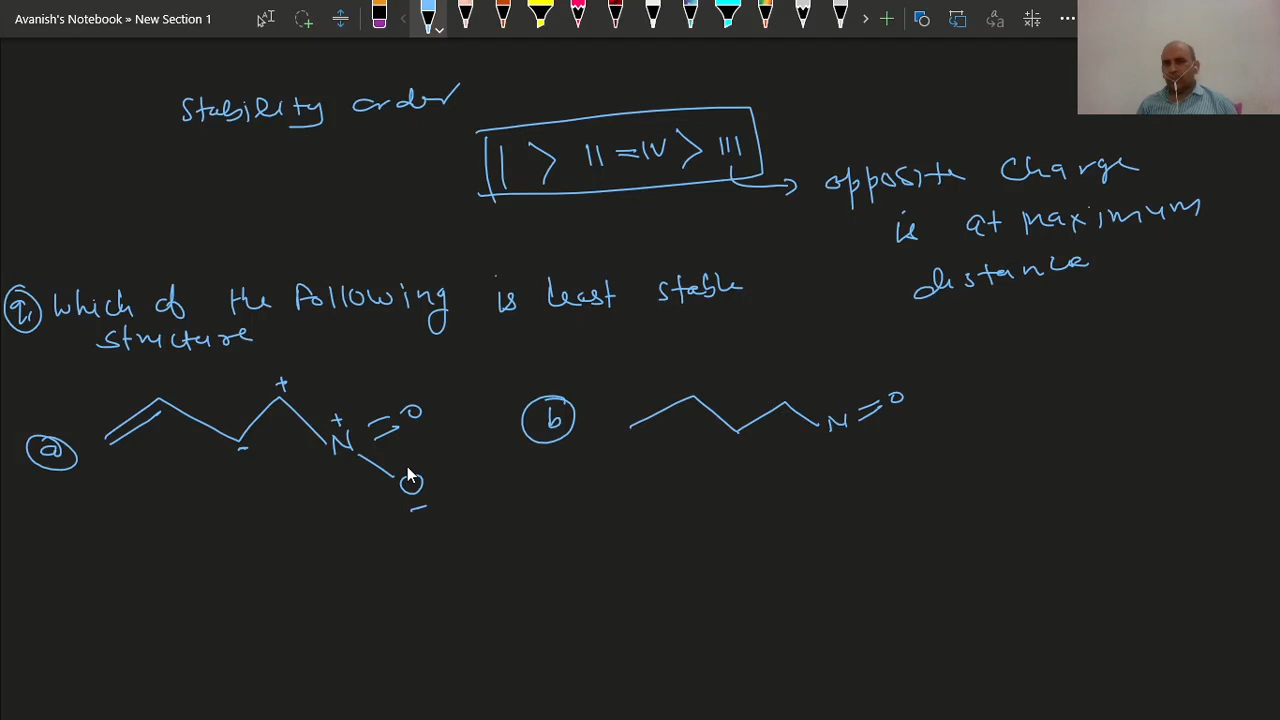 Avanish's Notebook » New Section 1
Stability order
I > II = IV > III
opposite charge
is at maximum
distance
q. Which of the following is least stable
structure
a
+
-
+
N
O
O
-
b
N
O